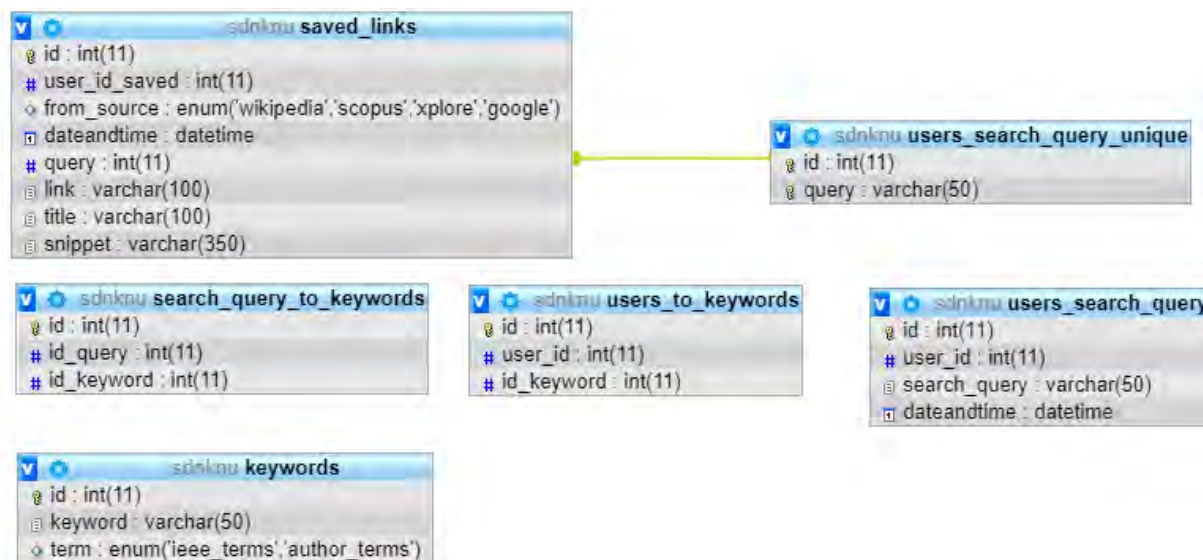 sdnknu saved_links
id : int(11)
user_id_saved : int(11)
from_source : enum('wikipedia','scopus','xplore','google')
dateandtime : datetime
query : int(11)
link : varchar(100)
title : varchar(100)
snippet : varchar(350)
sdnknu users_search_query_unique
id : int(11)
query : varchar(50)
sdnknu search_query_to_keywords
id : int(11)
id_query : int(11)
id_keyword : int(11)
sdnknu users_to_keywords
id : int(11)
user_id : int(11)
id_keyword : int(11)
sdnknu users_search_query
id : int(11)
user_id : int(11)
search_query : varchar(50)
dateandtime : datetime
sdnknu keywords
id : int(11)
keyword : varchar(50)
term : enum('ieee_terms','author_terms')